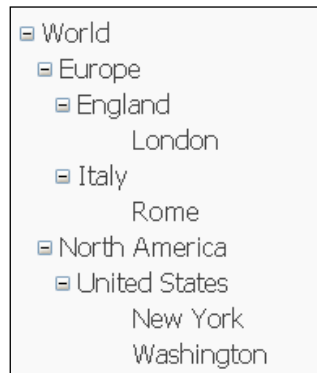 World
Europe
England
London
Italy
Rome
North America
United States
New York
Washington